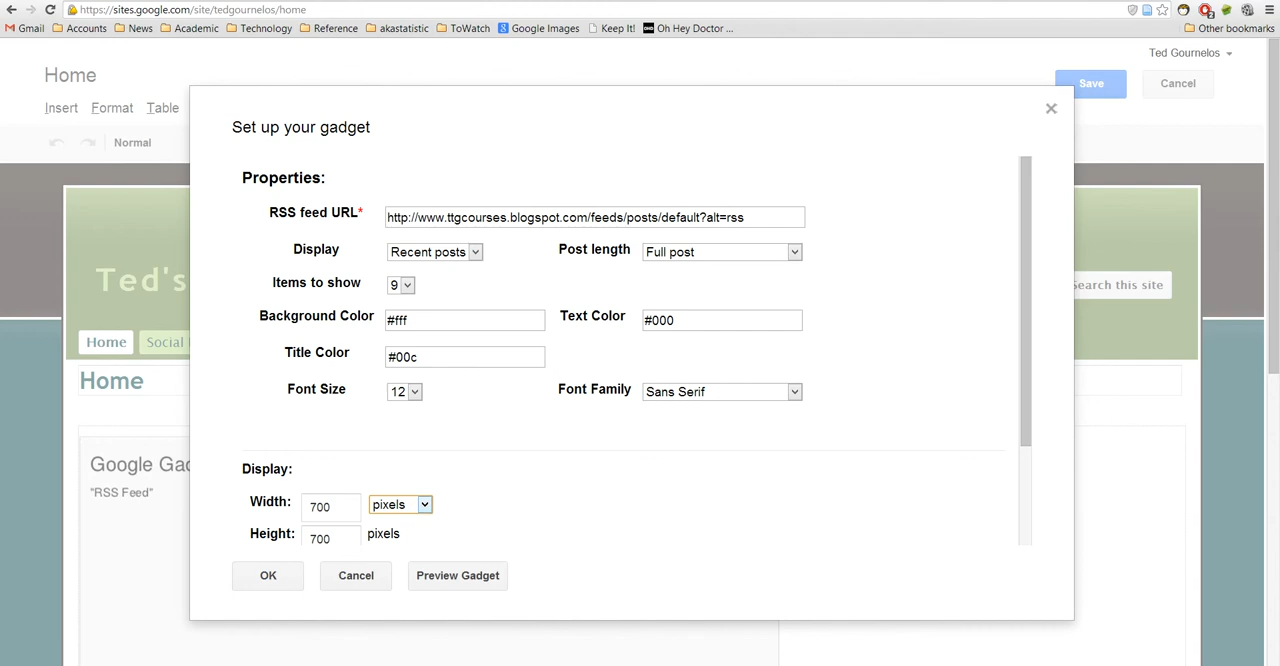 https://sites.google.com/site/tedgournelos/home
Gmail Accounts News Academic Technology Reference akastatistic ToWatch Google Images Keep It! Oh Hey Doctor ... Other bookmarks
Ted Gournelos
Home
Save Cancel
Insert Format Table
Normal
Set up your gadget
Properties:
RSS feed URL* http://www.ttgcourses.blogspot.com/feeds/posts/default?alt=rss
Display Recent posts Post length Full post
Items to show 9
Background Color #fff Text Color #000
Title Color #00c
Font Size 12 Font Family Sans Serif
Ted's
Search this site
Home Social
Home
Google Gad
"RSS Feed"
Display:
Width: 700 pixels
Height: 700 pixels
OK Cancel Preview Gadget